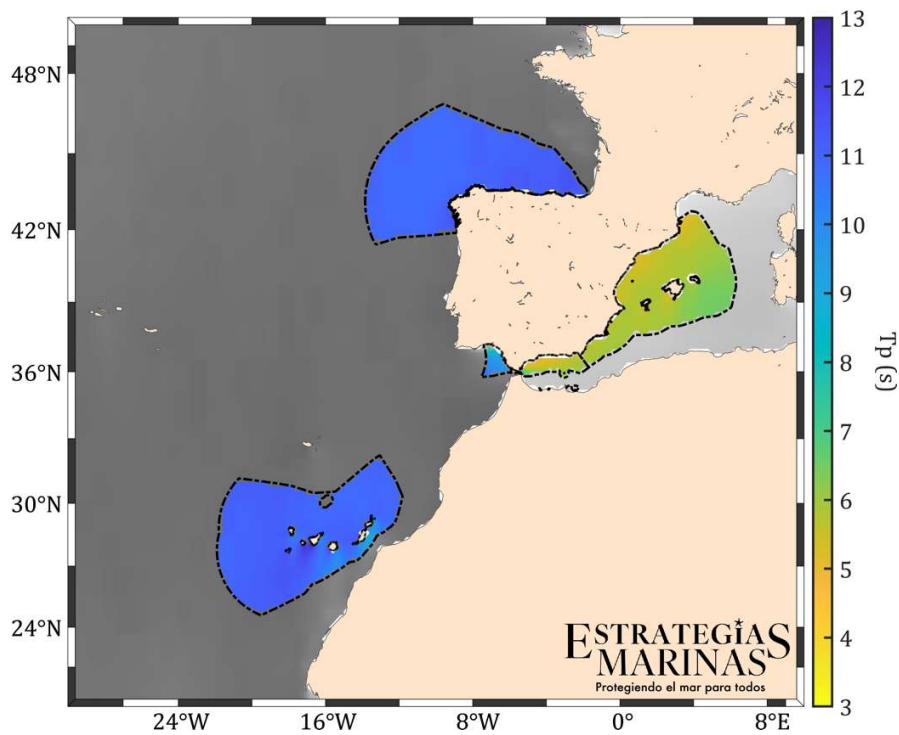 48°N
42°N
36°N
30°N
24°N
24°W
16°W
8°W
0°
8°E
13
12
11
10
9
8
7
6
5
4
3
Tp (s)
ESTRATEGIAS
MARINAS
Protegiendo el mar para todos